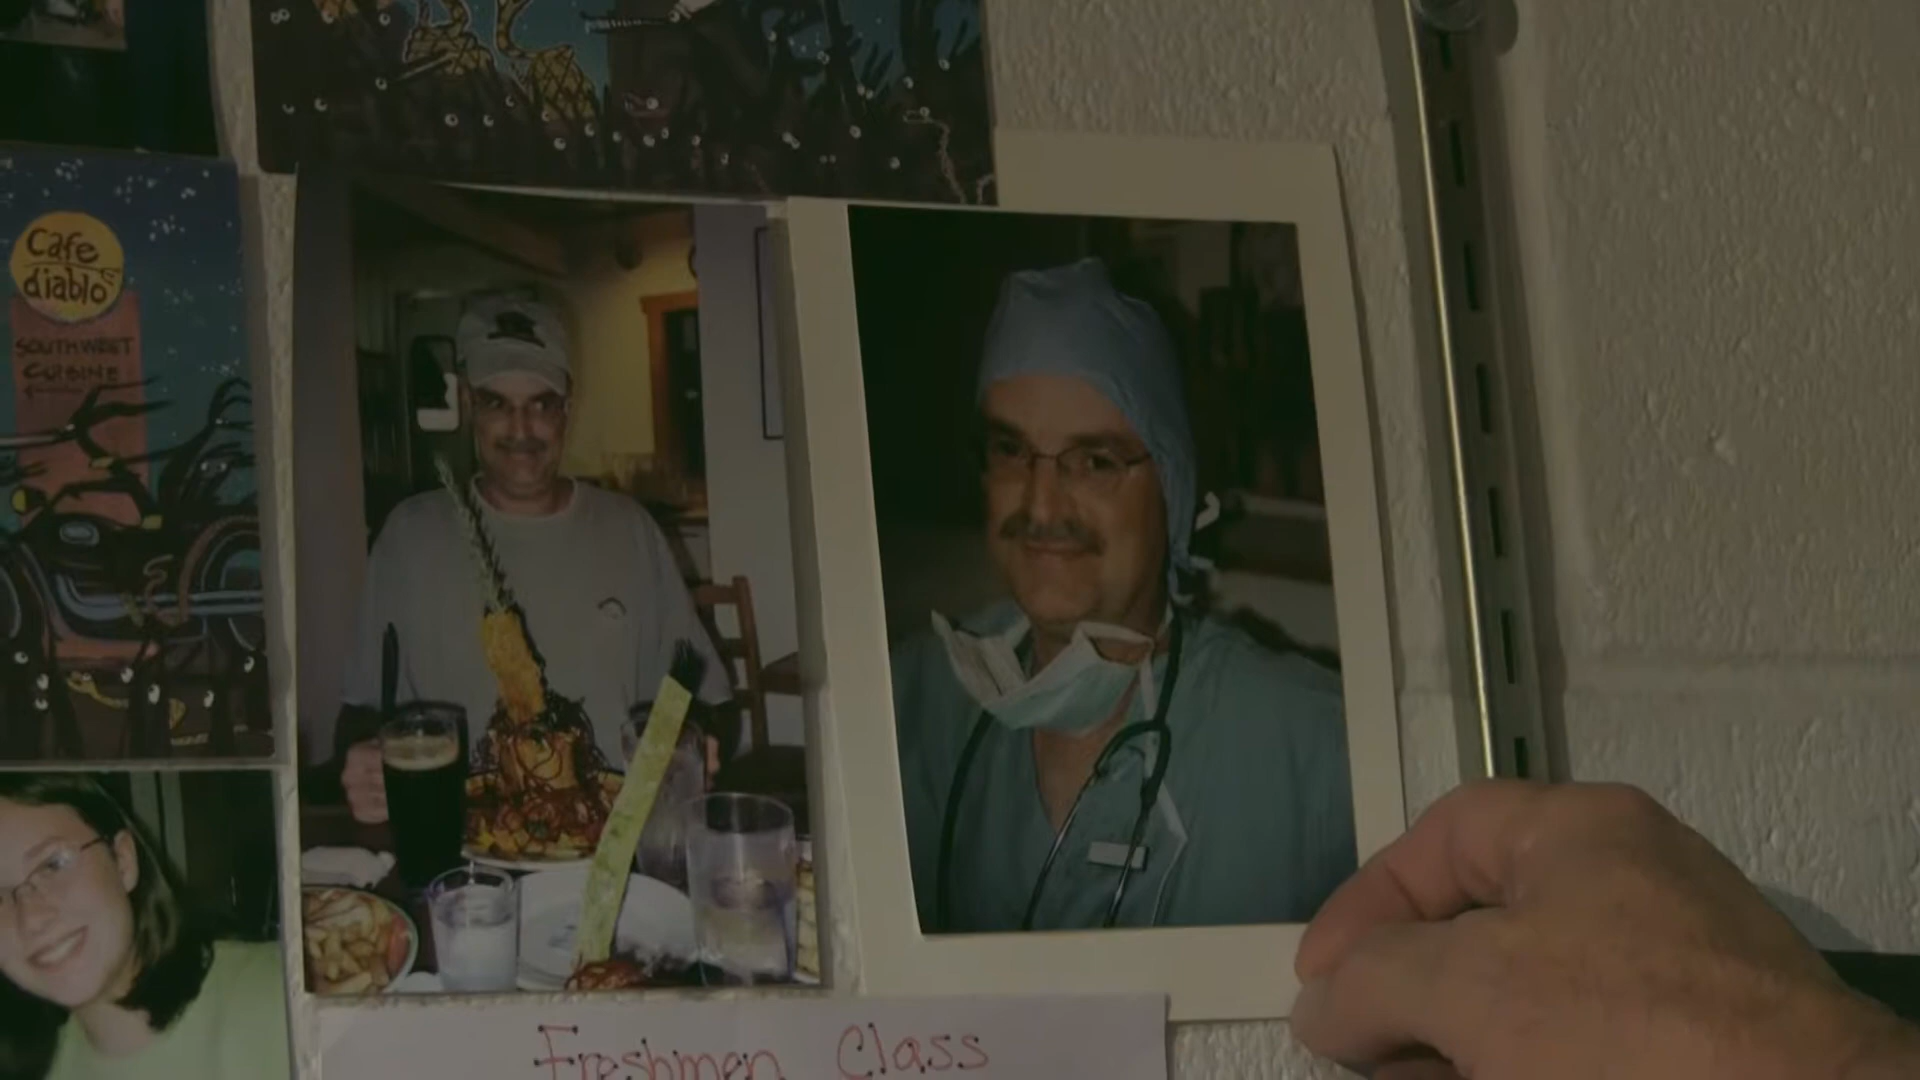 Cafe
diablo
SOUTHWEST
CUISINE
Freshmen Class